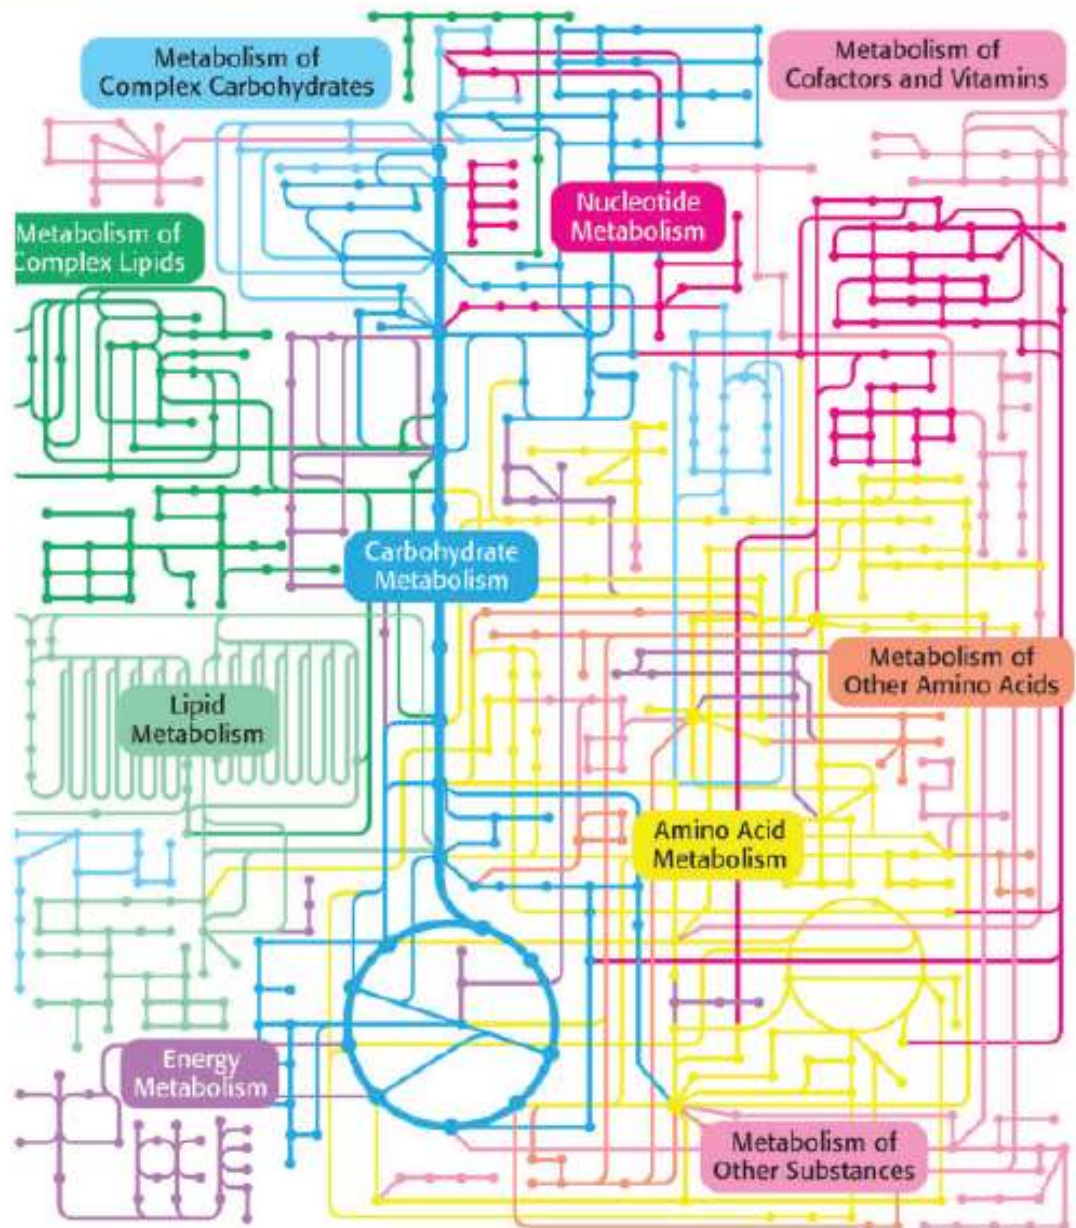 Metabolism of
Complex Carbohydrates
Metabolism of
Cofactors and Vitamins
Nucleotide
Metabolism
Metabolism of
Complex Lipids
Carbohydrate
Metabolism
Metabolism of
Other Amino Acids
Lipid
Metabolism
Amino Acid
Metabolism
Energy
Metabolism
Metabolism of
Other Substances